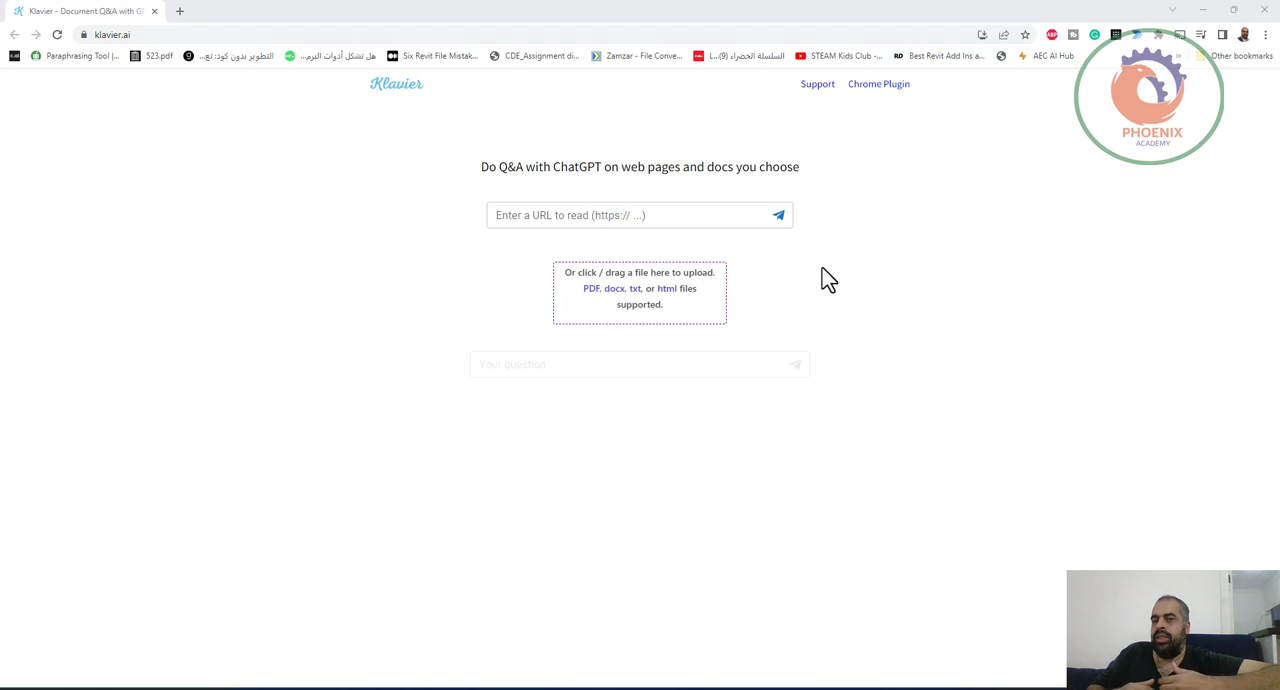 Klavier - Document Q&A with GP
klavier.ai
Paraphrasing Tool |...
523.pdf
التطوير بدون كود: تع...
هل تشكل أدوات البرم...
Six Revit File Mistak...
CDE_Assignment di...
Zamzar - File Conve...
السلسلة الخضراء (9) L...
STEAM Kids Club -...
RD Best Revit Add Ins a...
AEC AI Hub
Other bookmarks
Klavier
Support
Chrome Plugin
PHOENIX
ACADEMY
Do Q&A with ChatGPT on web pages and docs you choose
Enter a URL to read (https:// ...)
Or click / drag a file here to upload.
PDF, docx, txt, or html files
supported.
Your question